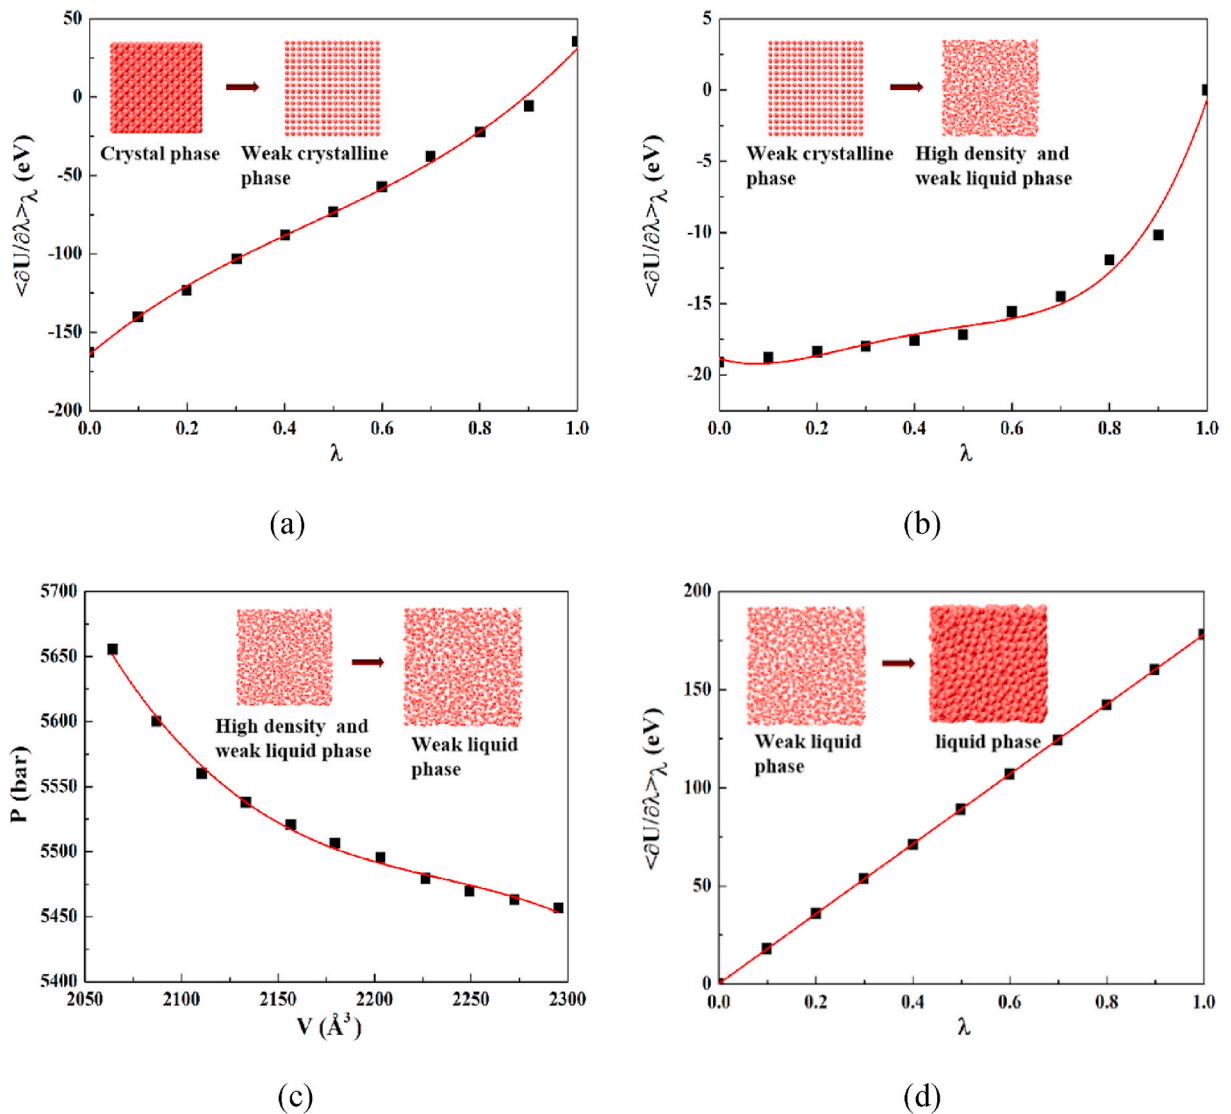 50
0
-50
-100
-150
-200
<∂U/∂λ>λ (eV)
Crystal phase
Weak crystalline
phase
0.0 0.2 0.4 0.6 0.8 1.0
λ
(a)
5
0
-5
-10
-15
-20
<∂U/∂λ>λ (eV)
Weak crystalline
phase
High density and
weak liquid phase
0.0 0.2 0.4 0.6 0.8 1.0
λ
(b)
5700
5650
5600
5550
5500
5450
5400
P (bar)
High density and
weak liquid phase
Weak liquid
phase
2050 2100 2150 2200 2250 2300
V (Å³)
(c)
200
150
100
50
0
<∂U/∂λ>λ (eV)
Weak liquid
phase
liquid phase
0.0 0.2 0.4 0.6 0.8 1.0
λ
(d)